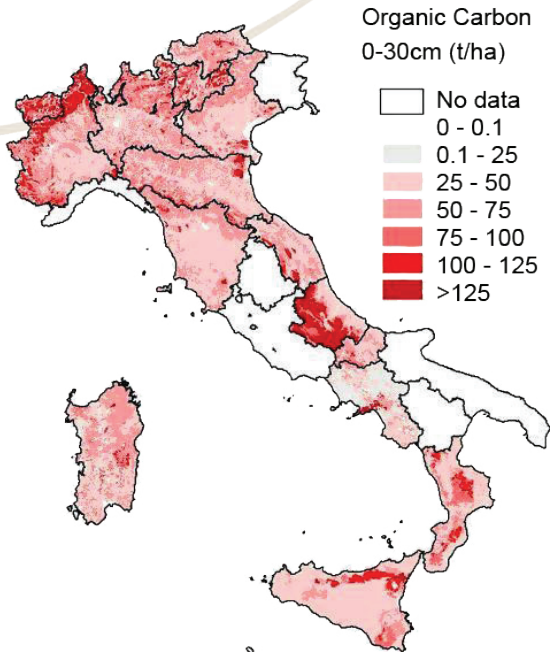 Organic Carbon
0-30cm (t/ha)
No data
0 - 0.1
0.1 - 25
25 - 50
50 - 75
75 - 100
100 - 125
>125